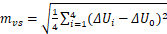 m_{vs} = \sqrt{\frac{1}{4}\sum_{i=1}^{4}(\Delta U_i - \Delta U_0)^2}